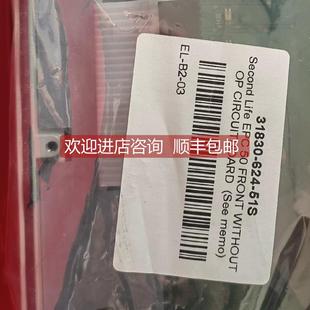 31830-624-51S
Second Life EPC50 FRONT WITHOUT
OP CIRCUIT BOARD (See memo)
EL-B2-03
欢迎进店咨询 顺丰包邮